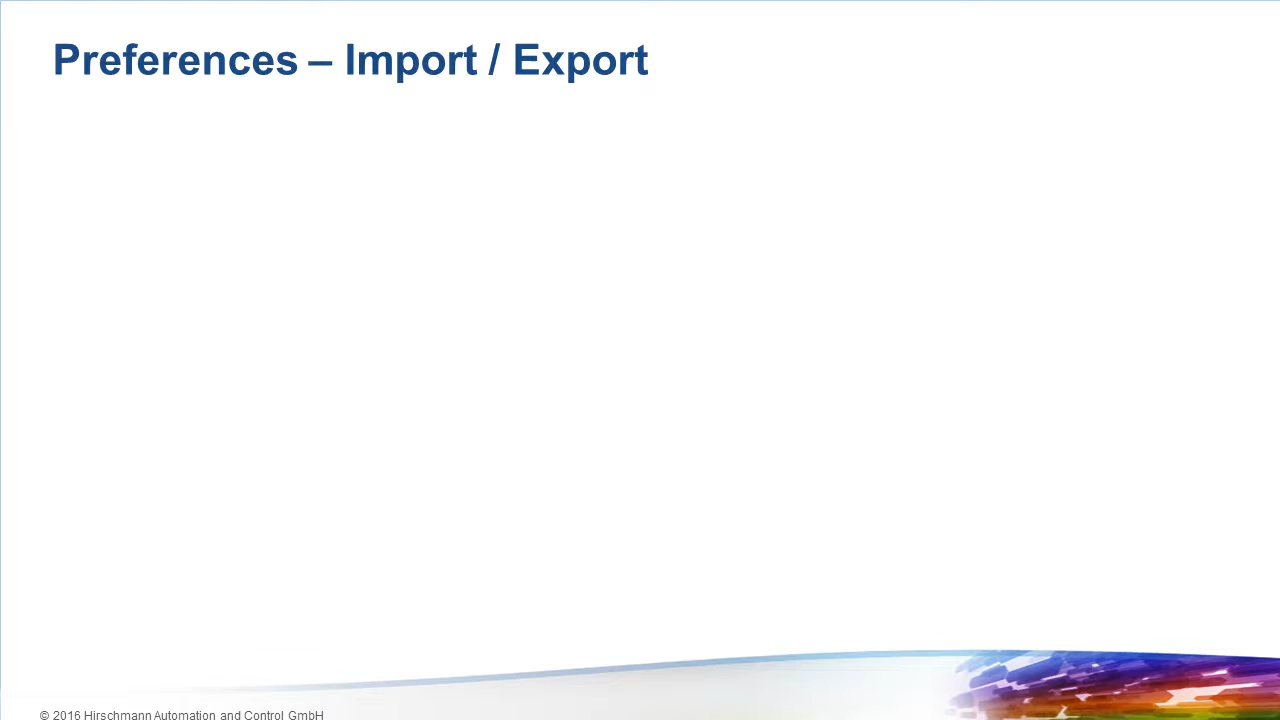 Preferences – Import / Export
© 2016 Hirschmann Automation and Control GmbH